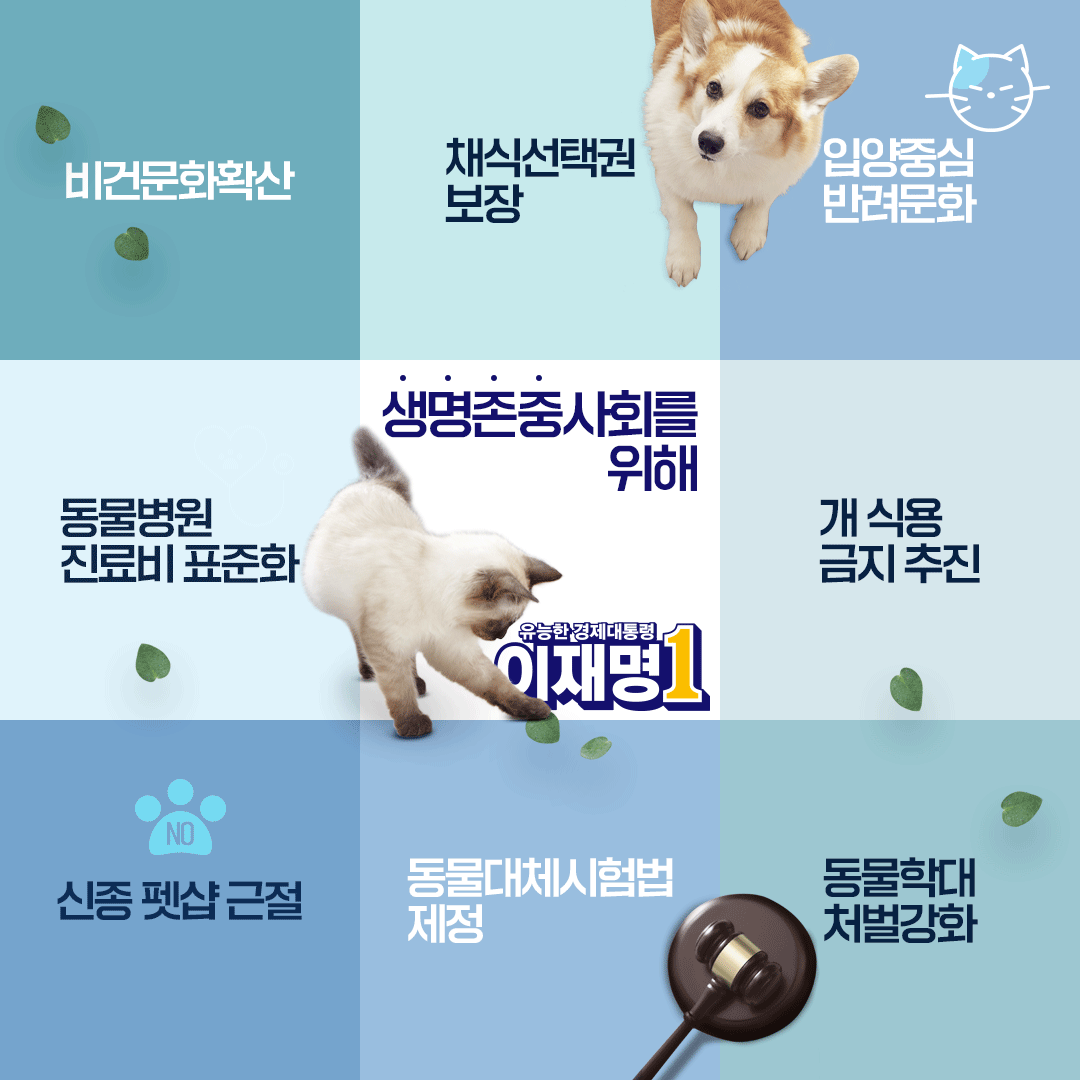 비건문화확산
채식선택권
보장
입양중심
반려문화
동물병원
진료비 표준화
생명존중사회를
위해
유능한 경제대통령
이재명1
개 식용
금지 추진
NO
신종 펫샵 근절
동물대체시험법
제정
동물학대
처벌강화